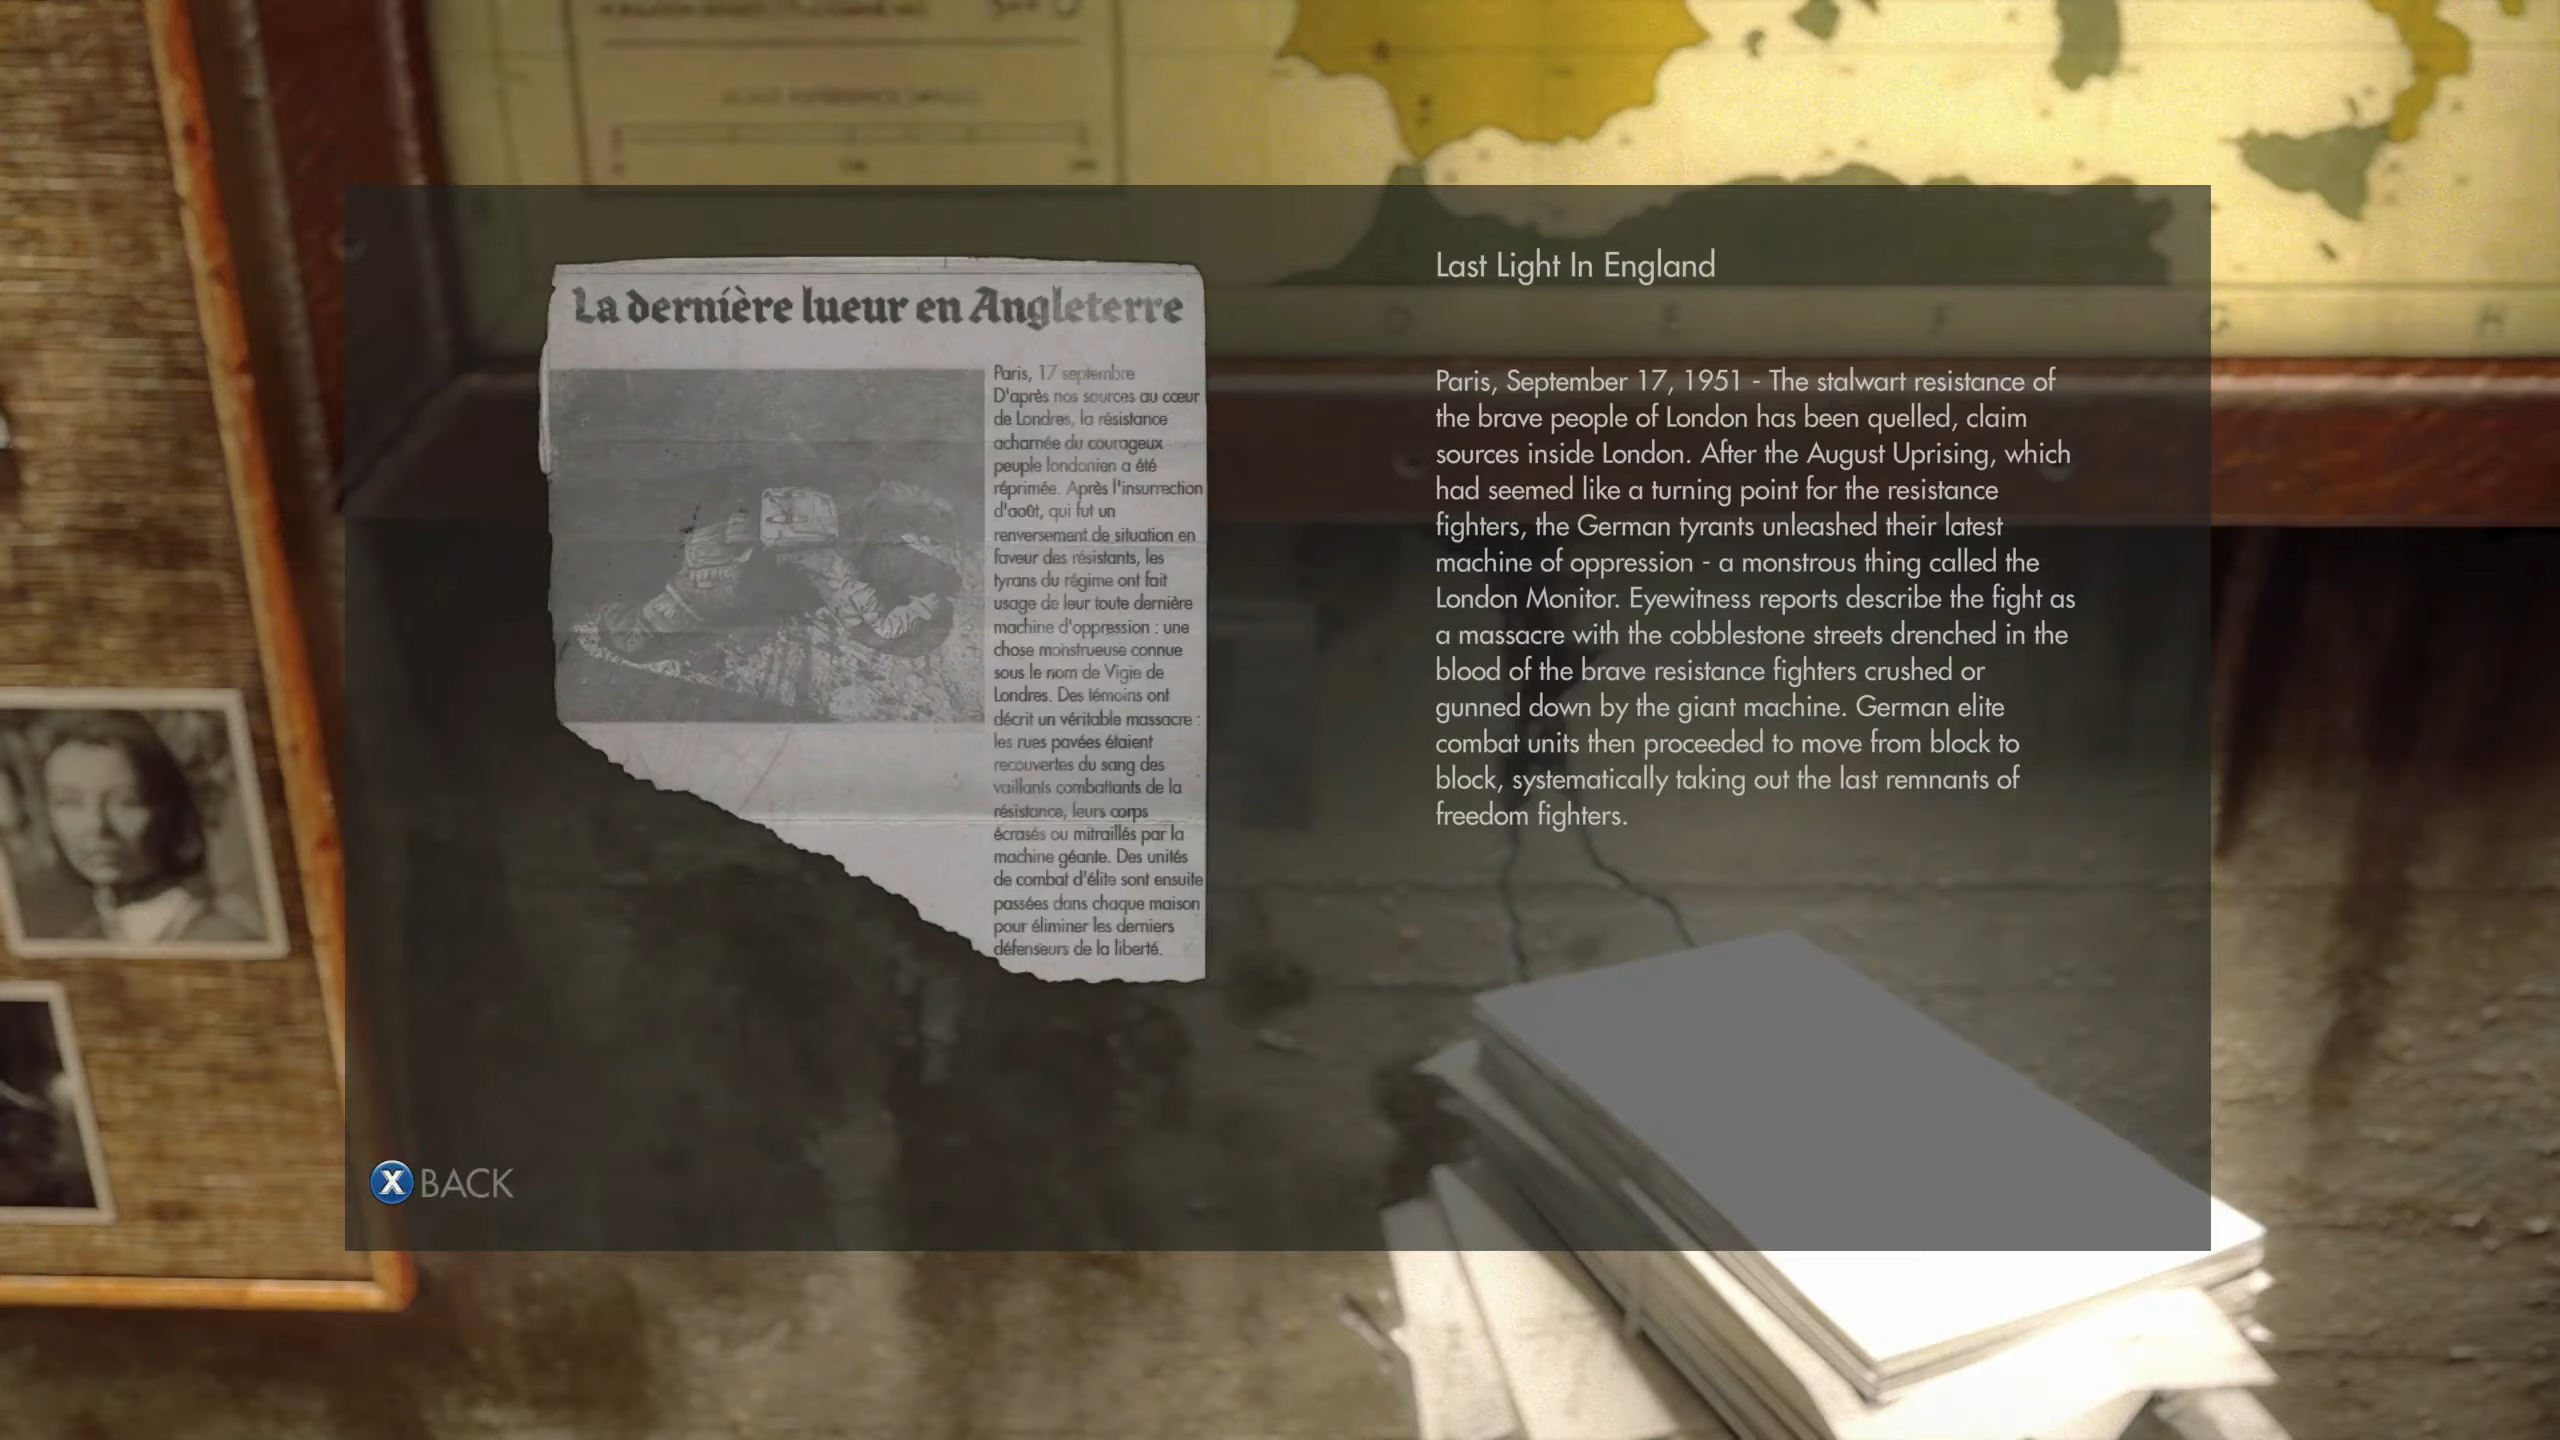 La dernière lueur en Angleterre
Paris, 17 septembre
D'après nos sources au cœur
de Londres, la résistance
acharnée du courageux
peuple londonien a été
réprimée. Après l'insurrection
d'août, qui fut un
renversement de situation en
faveur des résistants, les
tyrans du régime ont fait
usage de leur toute dernière
machine d'oppression : une
chose monstrueuse connue
sous le nom de Vigie de
Londres. Des témoins ont
décrit un véritable massacre :
les rues pavées étaient
recouvertes du sang des
vaillants combattants de la
résistance, leurs corps
écrasés ou mitraillés par la
machine géante. Des unités
de combat d'élite sont ensuite
passées dans chaque maison
pour éliminer les derniers
défenseurs de la liberté.
Last Light In England
Paris, September 17, 1951 - The stalwart resistance of
the brave people of London has been quelled, claim
sources inside London. After the August Uprising, which
had seemed like a turning point for the resistance
fighters, the German tyrants unleashed their latest
machine of oppression - a monstrous thing called the
London Monitor. Eyewitness reports describe the fight as
a massacre with the cobblestone streets drenched in the
blood of the brave resistance fighters crushed or
gunned down by the giant machine. German elite
combat units then proceeded to move from block to
block, systematically taking out the last remnants of
freedom fighters.
X BACK